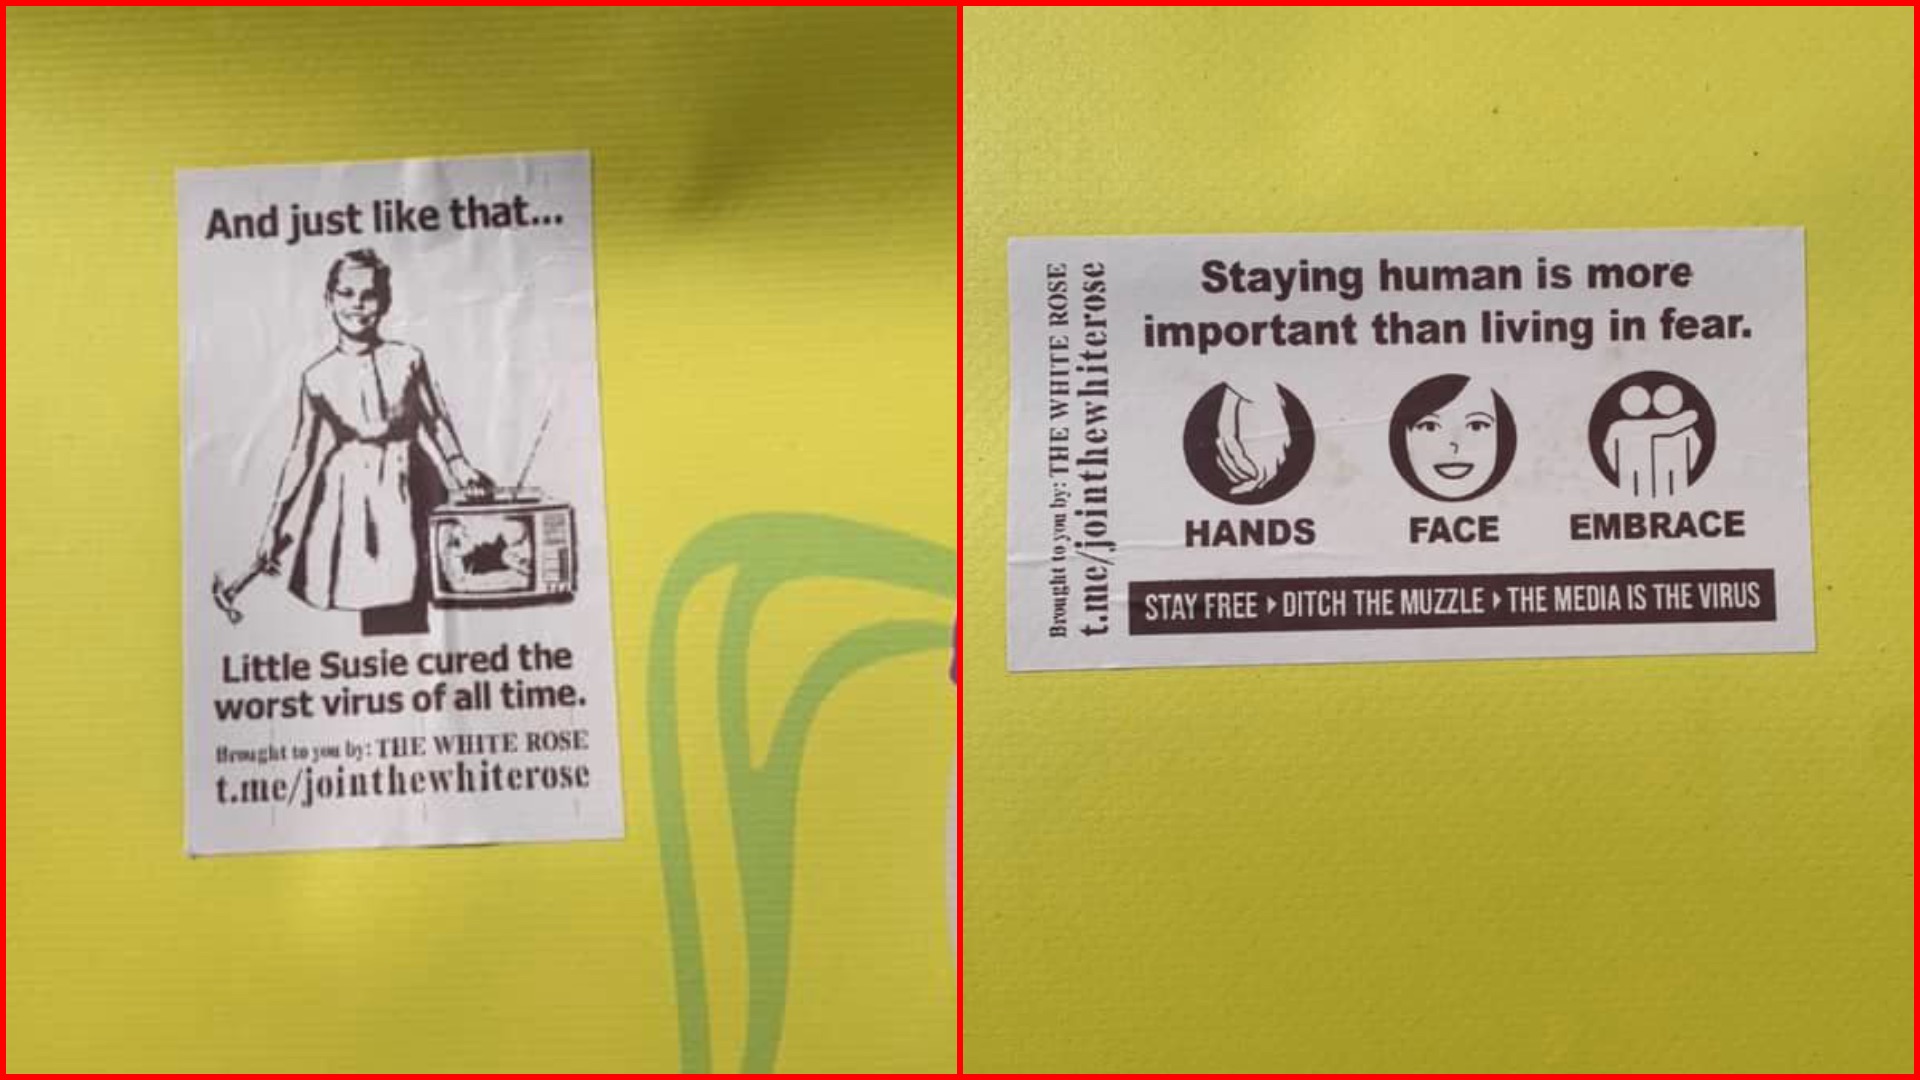 And just like that...
Little Susie cured the
worst virus of all time.
Brought to you by: THE WHITE ROSE
t.me/jointhewhiterose
Brought to you by: THE WHITE ROSE
t.me/jointhewhiterose
Staying human is more
important than living in fear.
HANDS FACE EMBRACE
STAY FREE ▸ DITCH THE MUZZLE ▸ THE MEDIA IS THE VIRUS